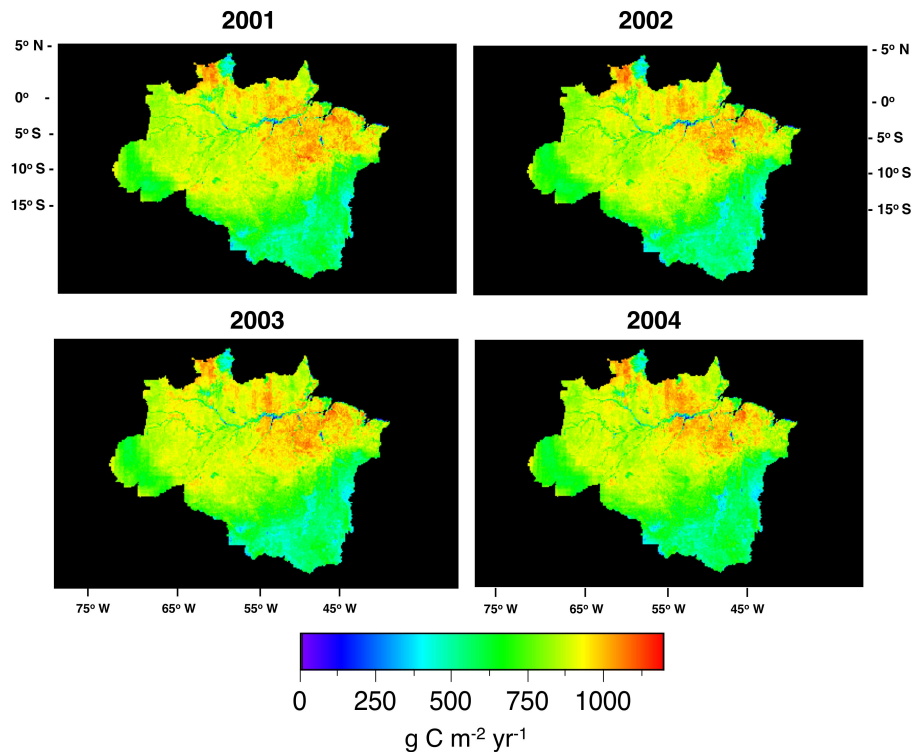 2001 2002
5º N - - 5º N
0º - - 0º
5º S - - 5º S
10º S - - 10º S
15º S - - 15º S
2003 2004
75º W 65º W 55º W 45º W 75º W 65º W 55º W 45º W
0 250 500 750 1000
g C m⁻² yr⁻¹